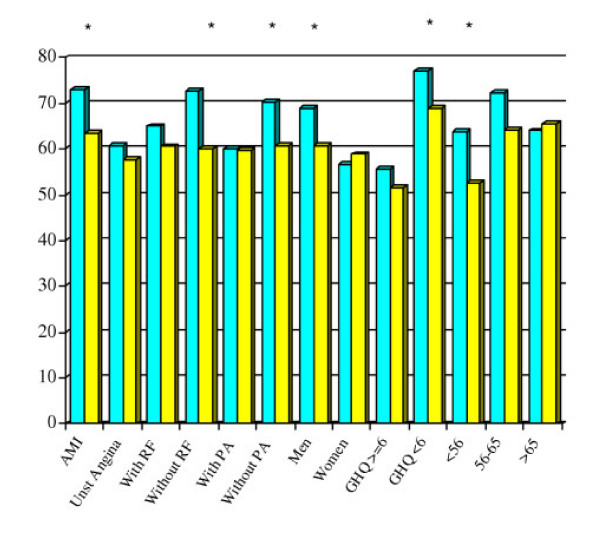 * * * * * *
80
70
60
50
40
30
20
10
0
AMI
Unst Angina
With RF
Without RF
With PA
Without PA
Men
Women
GHQ >=6
GHQ <6
<56
56-65
>65